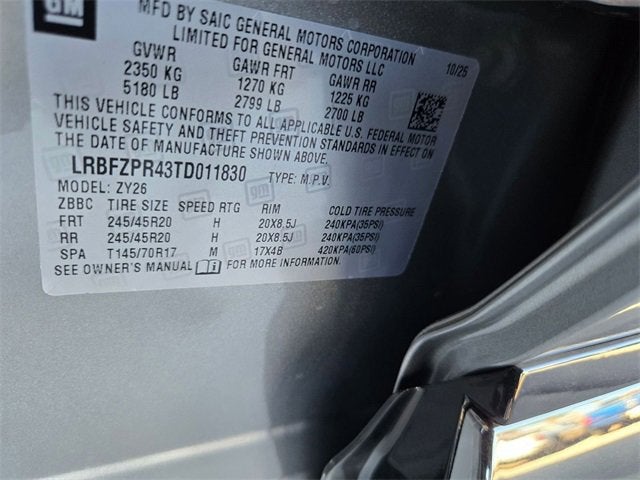 GM
MFD BY SAIC GENERAL MOTORS CORPORATION
LIMITED FOR GENERAL MOTORS LLC
GVWR GAWR FRT GAWR RR 10/25
2350 KG 1270 KG 1225 KG
5180 LB 2799 LB 2700 LB
THIS VEHICLE CONFORMS TO ALL APPLICABLE U.S. FEDERAL MOTOR
VEHICLE SAFETY AND THEFT PREVENTION STANDARDS IN EFFECT ON
THE DATE OF MANUFACTURE SHOWN ABOVE.
LRBFZPR43TD011830 TYPE: M.P.V.
MODEL: ZY26
ZBBC TIRE SIZE SPEED RTG RIM COLD TIRE PRESSURE
FRT 245/45R20 H 20X8.5J 240KPA(35PSI)
RR 245/45R20 H 20X8.5J 240KPA(35PSI)
SPA T145/70R17 M 17X4B 420KPA(60PSI)
SEE OWNER'S MANUAL FOR MORE INFORMATION